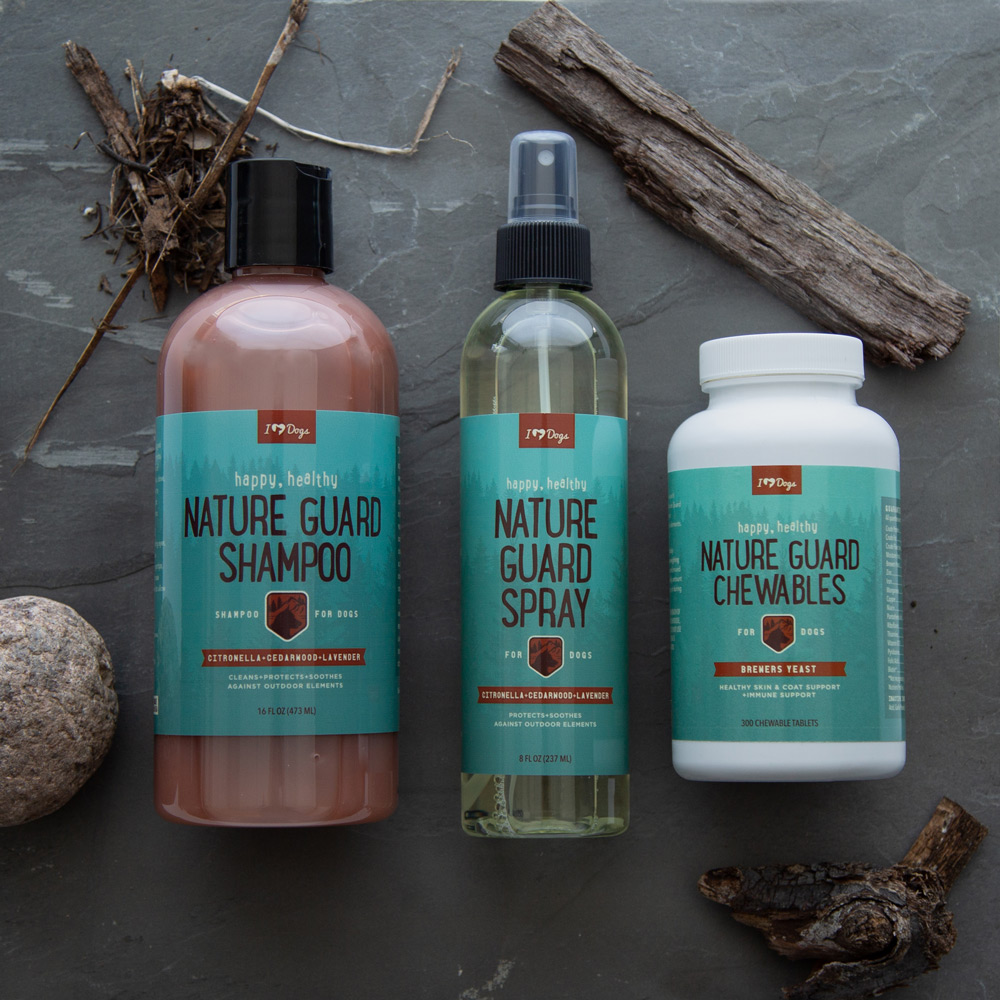 I Dogs
happy, healthy
NATURE GUARD
SHAMPOO
SHAMPOO FOR DOGS
CITRONELLA+CEDARWOOD+LAVENDER
CLEANS+PROTECTS+SOOTHES
AGAINST OUTDOOR ELEMENTS
16 FL OZ (473 ML)
I Dogs
happy, healthy
NATURE
GUARD
SPRAY
FOR DOGS
CITRONELLA+CEDARWOOD+LAVENDER
PROTECTS+SOOTHES
AGAINST OUTDOOR ELEMENTS
8 FL OZ (237 ML)
I Dogs
happy, healthy
NATURE GUARD
CHEWABLES
FOR DOGS
BREWERS YEAST
HEALTHY SKIN & COAT SUPPORT
+IMMUNE SUPPORT
300 CHEWABLE TABLETS